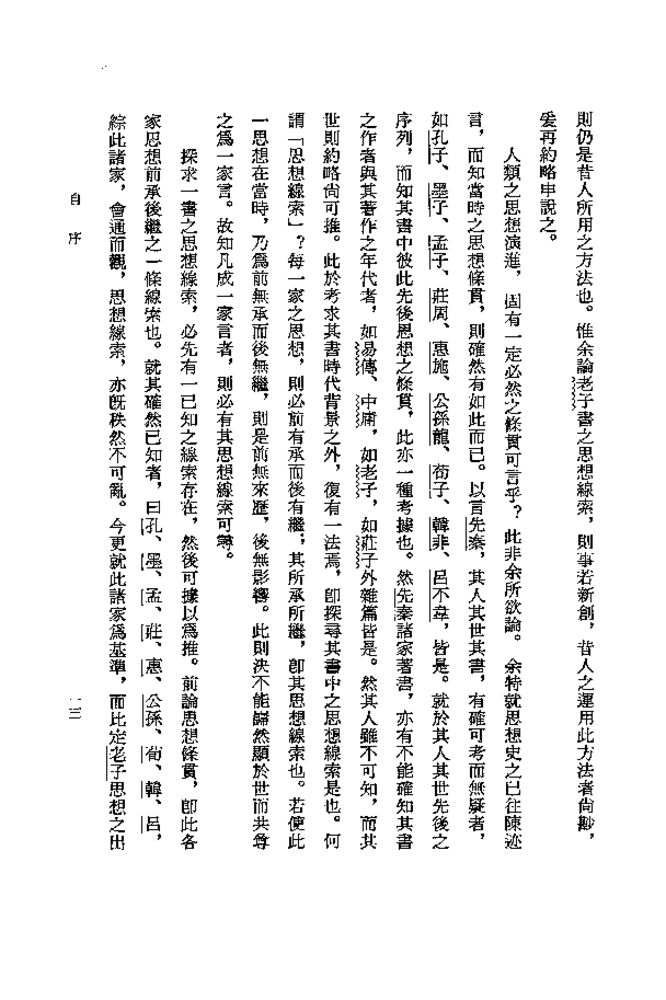 則仍是昔人所用之方法也。惟余論老子書之思想線索，則事若新創，昔人之運用此方法者尙尠，
爰再約略申說之。
人類之思想演進，固有一定必然之條貫可言乎？此非余所欲論。余特就思想史之已往陳迹
言，而知當時之思想條貫，則確然有如此而已。以言先秦，其人其世其書，有確可考而無疑者，
如孔子、墨子、孟子、莊周、惠施、公孫龍、荀子、韓非、呂不韋，皆是。就於其人其世先後之
序列，而知其書中彼此先後思想之條貫，此亦一種考據也。然先秦諸家著書，亦有不能確知其書
之作者與其著作之年代者，如易傳、中庸，如老子，如莊子外雜篇皆是。然其人雖不可知，而其
世則約略尙可推。此於考求其書時代背景之外，復有一法焉，卽探尋其書中之思想線索是也。何
謂「思想線索」？每一家之思想，則必前有承而後有繼；其所承所繼，卽其思想線索也。若使此
一思想在當時，乃爲前無承而後無繼，則是前無來歷，後無影響。此則決不能歸然顯於世而共尊
之爲一家言。故知凡成一家言者，則必有其思想線索可尋。
探求一書之思想線索，必先有一已知之線索存在，然後可據以爲推。前論思想條貫，卽此各
家思想前承後繼之一條線索也。就其確然已知者，曰孔、墨、孟、莊、惠、公孫、荀、韓、呂，
綜此諸家，會通而觀，思想線索，亦旣秩然不可亂。今更就此諸家爲基準，而比定老子思想之出
自序
一三